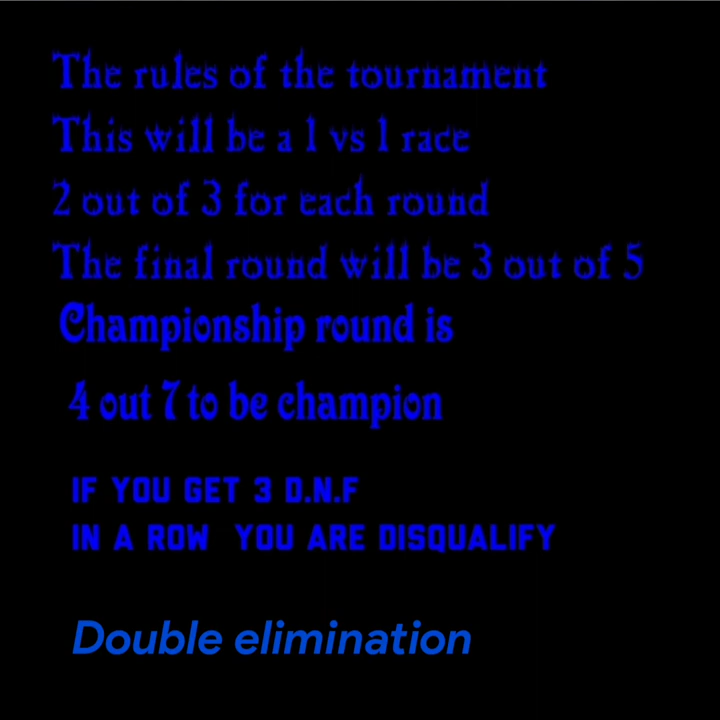 The rules of the tournament
This will be a 1 vs 1 race
2 out of 3 for each round
The final round will be 3 out of 5
Championship round is
4 out 7 to be champion
IF YOU GET 3 D.N.F
IN A ROW YOU ARE DISQUALIFY
Double elimination